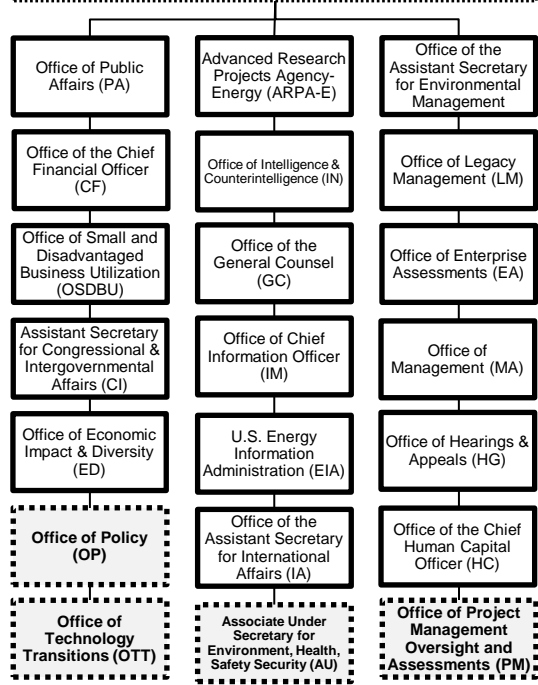 Office of Public
Affairs (PA)
Office of the Chief
Financial Officer
(CF)
Office of Small and
Disadvantaged
Business Utilization
(OSDBU)
Assistant Secretary
for Congressional &
Intergovernmental
Affairs (CI)
Office of Economic
Impact & Diversity
(ED)
Office of Policy
(OP)
Office of
Technology
Transitions (OTT)
Advanced Research
Projects Agency-
Energy (ARPA-E)
Office of Intelligence &
Counterintelligence (IN)
Office of the
General Counsel
(GC)
Office of Chief
Information Officer
(IM)
U.S. Energy
Information
Administration (EIA)
Office of the
Assistant Secretary
for International
Affairs (IA)
Associate Under
Secretary for
Environment, Health,
Safety Security (AU)
Office of the
Assistant Secretary
for Environmental
Management
Office of Legacy
Management (LM)
Office of Enterprise
Assessments (EA)
Office of
Management (MA)
Office of Hearings &
Appeals (HG)
Office of the Chief
Human Capital
Officer (HC)
Office of Project
Management
Oversight and
Assessments (PM)